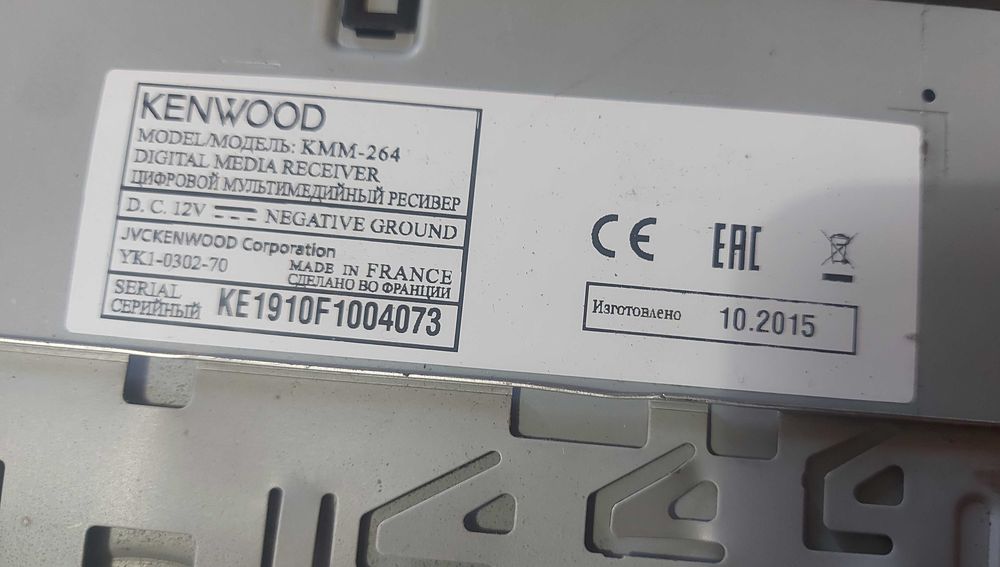 KENWOOD
MODEL/МОДЕЛЬ: KMM-264
DIGITAL MEDIA RECEIVER
ЦИФРОВОЙ МУЛЬТИМЕДИЙНЫЙ РЕСИВЕР
D. C. 12V NEGATIVE GROUND
JVCKENWOOD Corporation
YK1-0302-70
MADE IN FRANCE
СДЕЛАНО ВО ФРАНЦИИ
SERIAL
СЕРИЙНЫЙ
KE1910F1004073
CE EAC
Изготовлено 10.2015